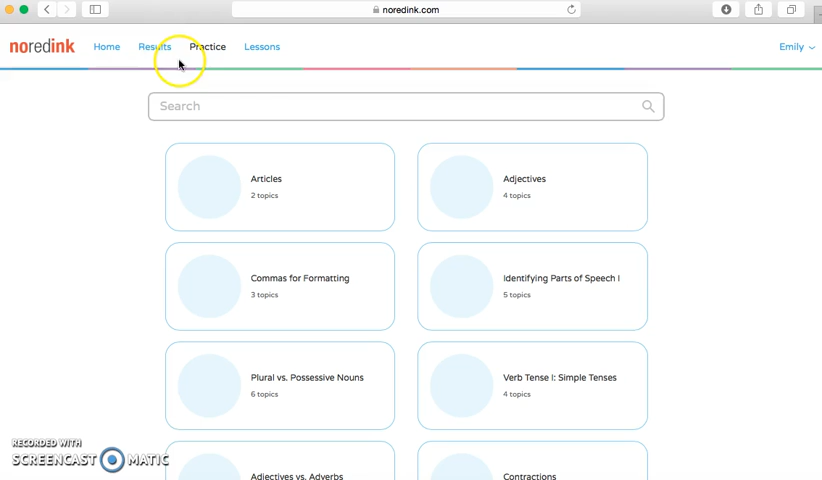 noredink.com
noredink Home Results Practice Lessons Emily
Search
Articles
2 topics
Adjectives
4 topics
Commas for Formatting
3 topics
Identifying Parts of Speech I
5 topics
Plural vs. Possessive Nouns
6 topics
Verb Tense I: Simple Tenses
4 topics
Adjectives vs. Adverbs
Contractions
RECORDED WITH
SCREENCAST MATIC